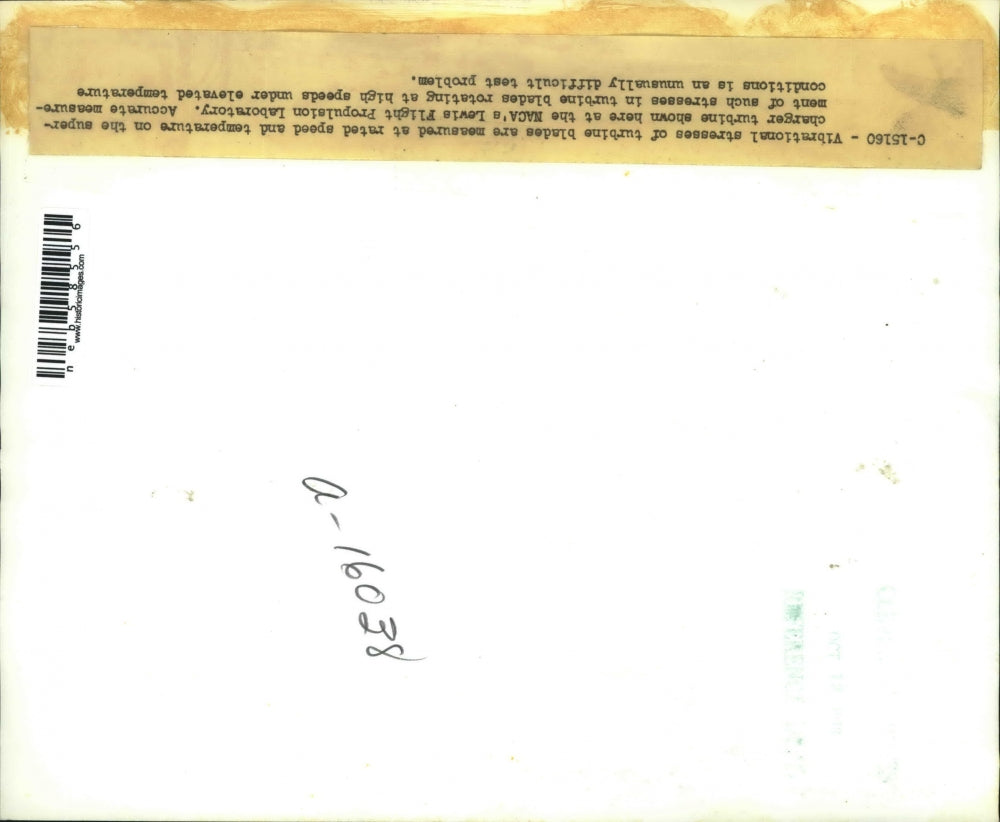 C-15160 - Vibrational stresses of turbine blades are measured at rated speed and temperature on the super-
charger turbine shown here at the NACA's Lewis Flight Propulsion Laboratory. Accurate measure-
ment of such stresses in turbine blades rotating at high speeds under elevated temperature
conditions is an unusually difficult test problem.
neb58556
www.historicimages.com
a-16038